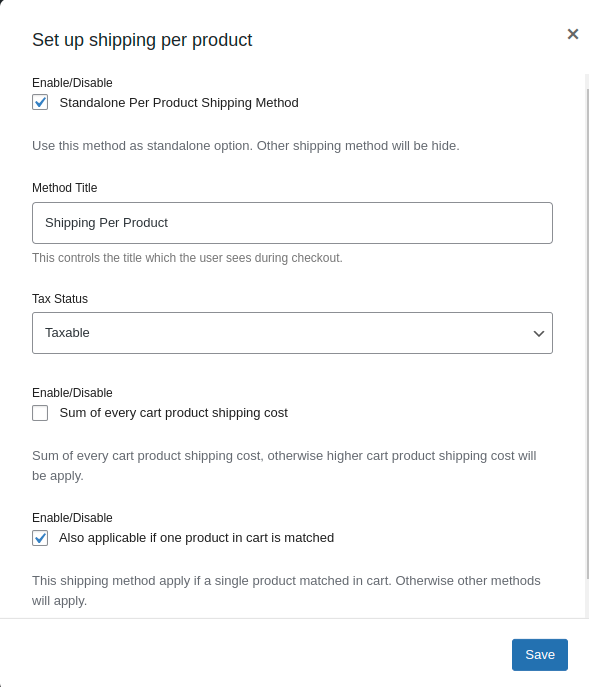 Set up shipping per product
Enable/Disable
Standalone Per Product Shipping Method
Use this method as standalone option. Other shipping method will be hide.
Method Title
Shipping Per Product
This controls the title which the user sees during checkout.
Tax Status
Taxable
Enable/Disable
Sum of every cart product shipping cost
Sum of every cart product shipping cost, otherwise higher cart product shipping cost will
be apply.
Enable/Disable
Also applicable if one product in cart is matched
This shipping method apply if a single product matched in cart. Otherwise other methods
will apply.
Save